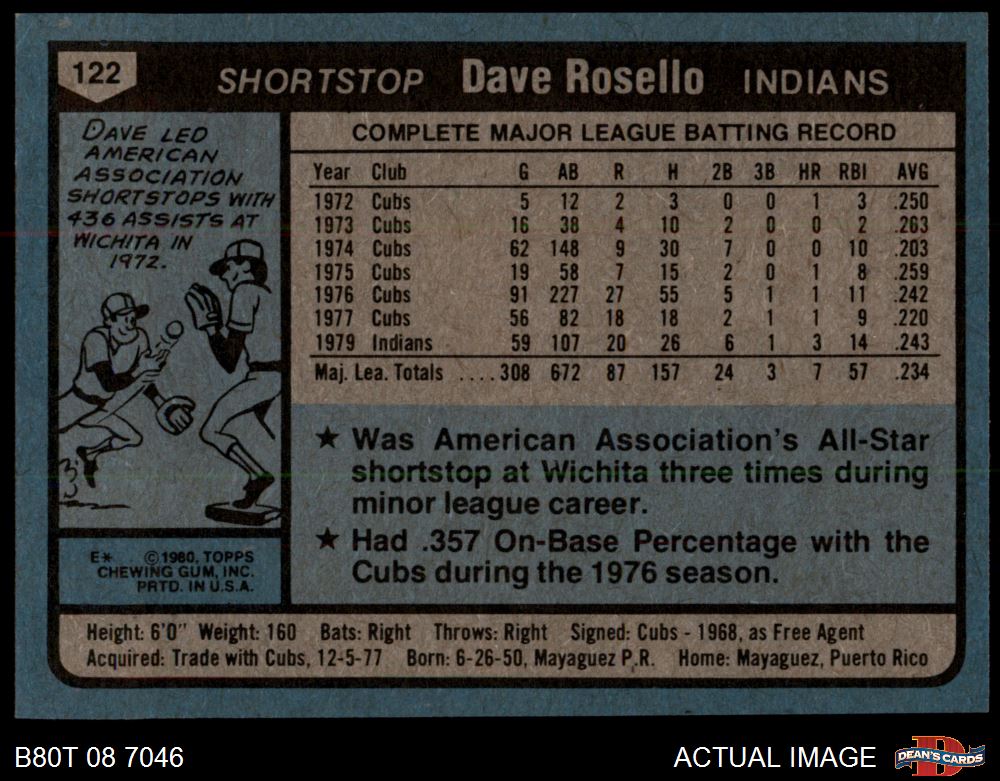 122 SHORTSTOP Dave Rosello INDIANS
DAVE LED
AMERICAN
ASSOCIATION
SHORTSTOPS WITH
436 ASSISTS AT
WICHITA IN
1972.
COMPLETE MAJOR LEAGUE BATTING RECORD
Year Club G AB R H 2B 3B HR RBI AVG
1972 Cubs 5 12 2 3 0 0 1 3 .250
1973 Cubs 16 38 4 10 2 0 0 2 .263
1974 Cubs 62 148 9 30 7 0 0 10 .203
1975 Cubs 19 58 7 15 2 0 1 8 .259
1976 Cubs 91 227 27 55 5 1 1 11 .242
1977 Cubs 56 82 18 18 2 1 1 9 .220
1979 Indians 59 107 20 26 6 1 3 14 .243
Maj. Lea. Totals ....308 672 87 157 24 3 7 57 .234
★ Was American Association's All-Star
shortstop at Wichita three times during
minor league career.
★ Had .357 On-Base Percentage with the
Cubs during the 1976 season.
E* ©1980, TOPPS
CHEWING GUM, INC.
PRTD. IN U.S.A.
Height: 6'0" Weight: 160 Bats: Right Throws: Right Signed: Cubs - 1968, as Free Agent
Acquired: Trade with Cubs, 12-5-77 Born: 6-26-50, Mayaguez P.R. Home: Mayaguez, Puerto Rico
B80T 08 7046 ACTUAL IMAGE DEAN'S CARDS